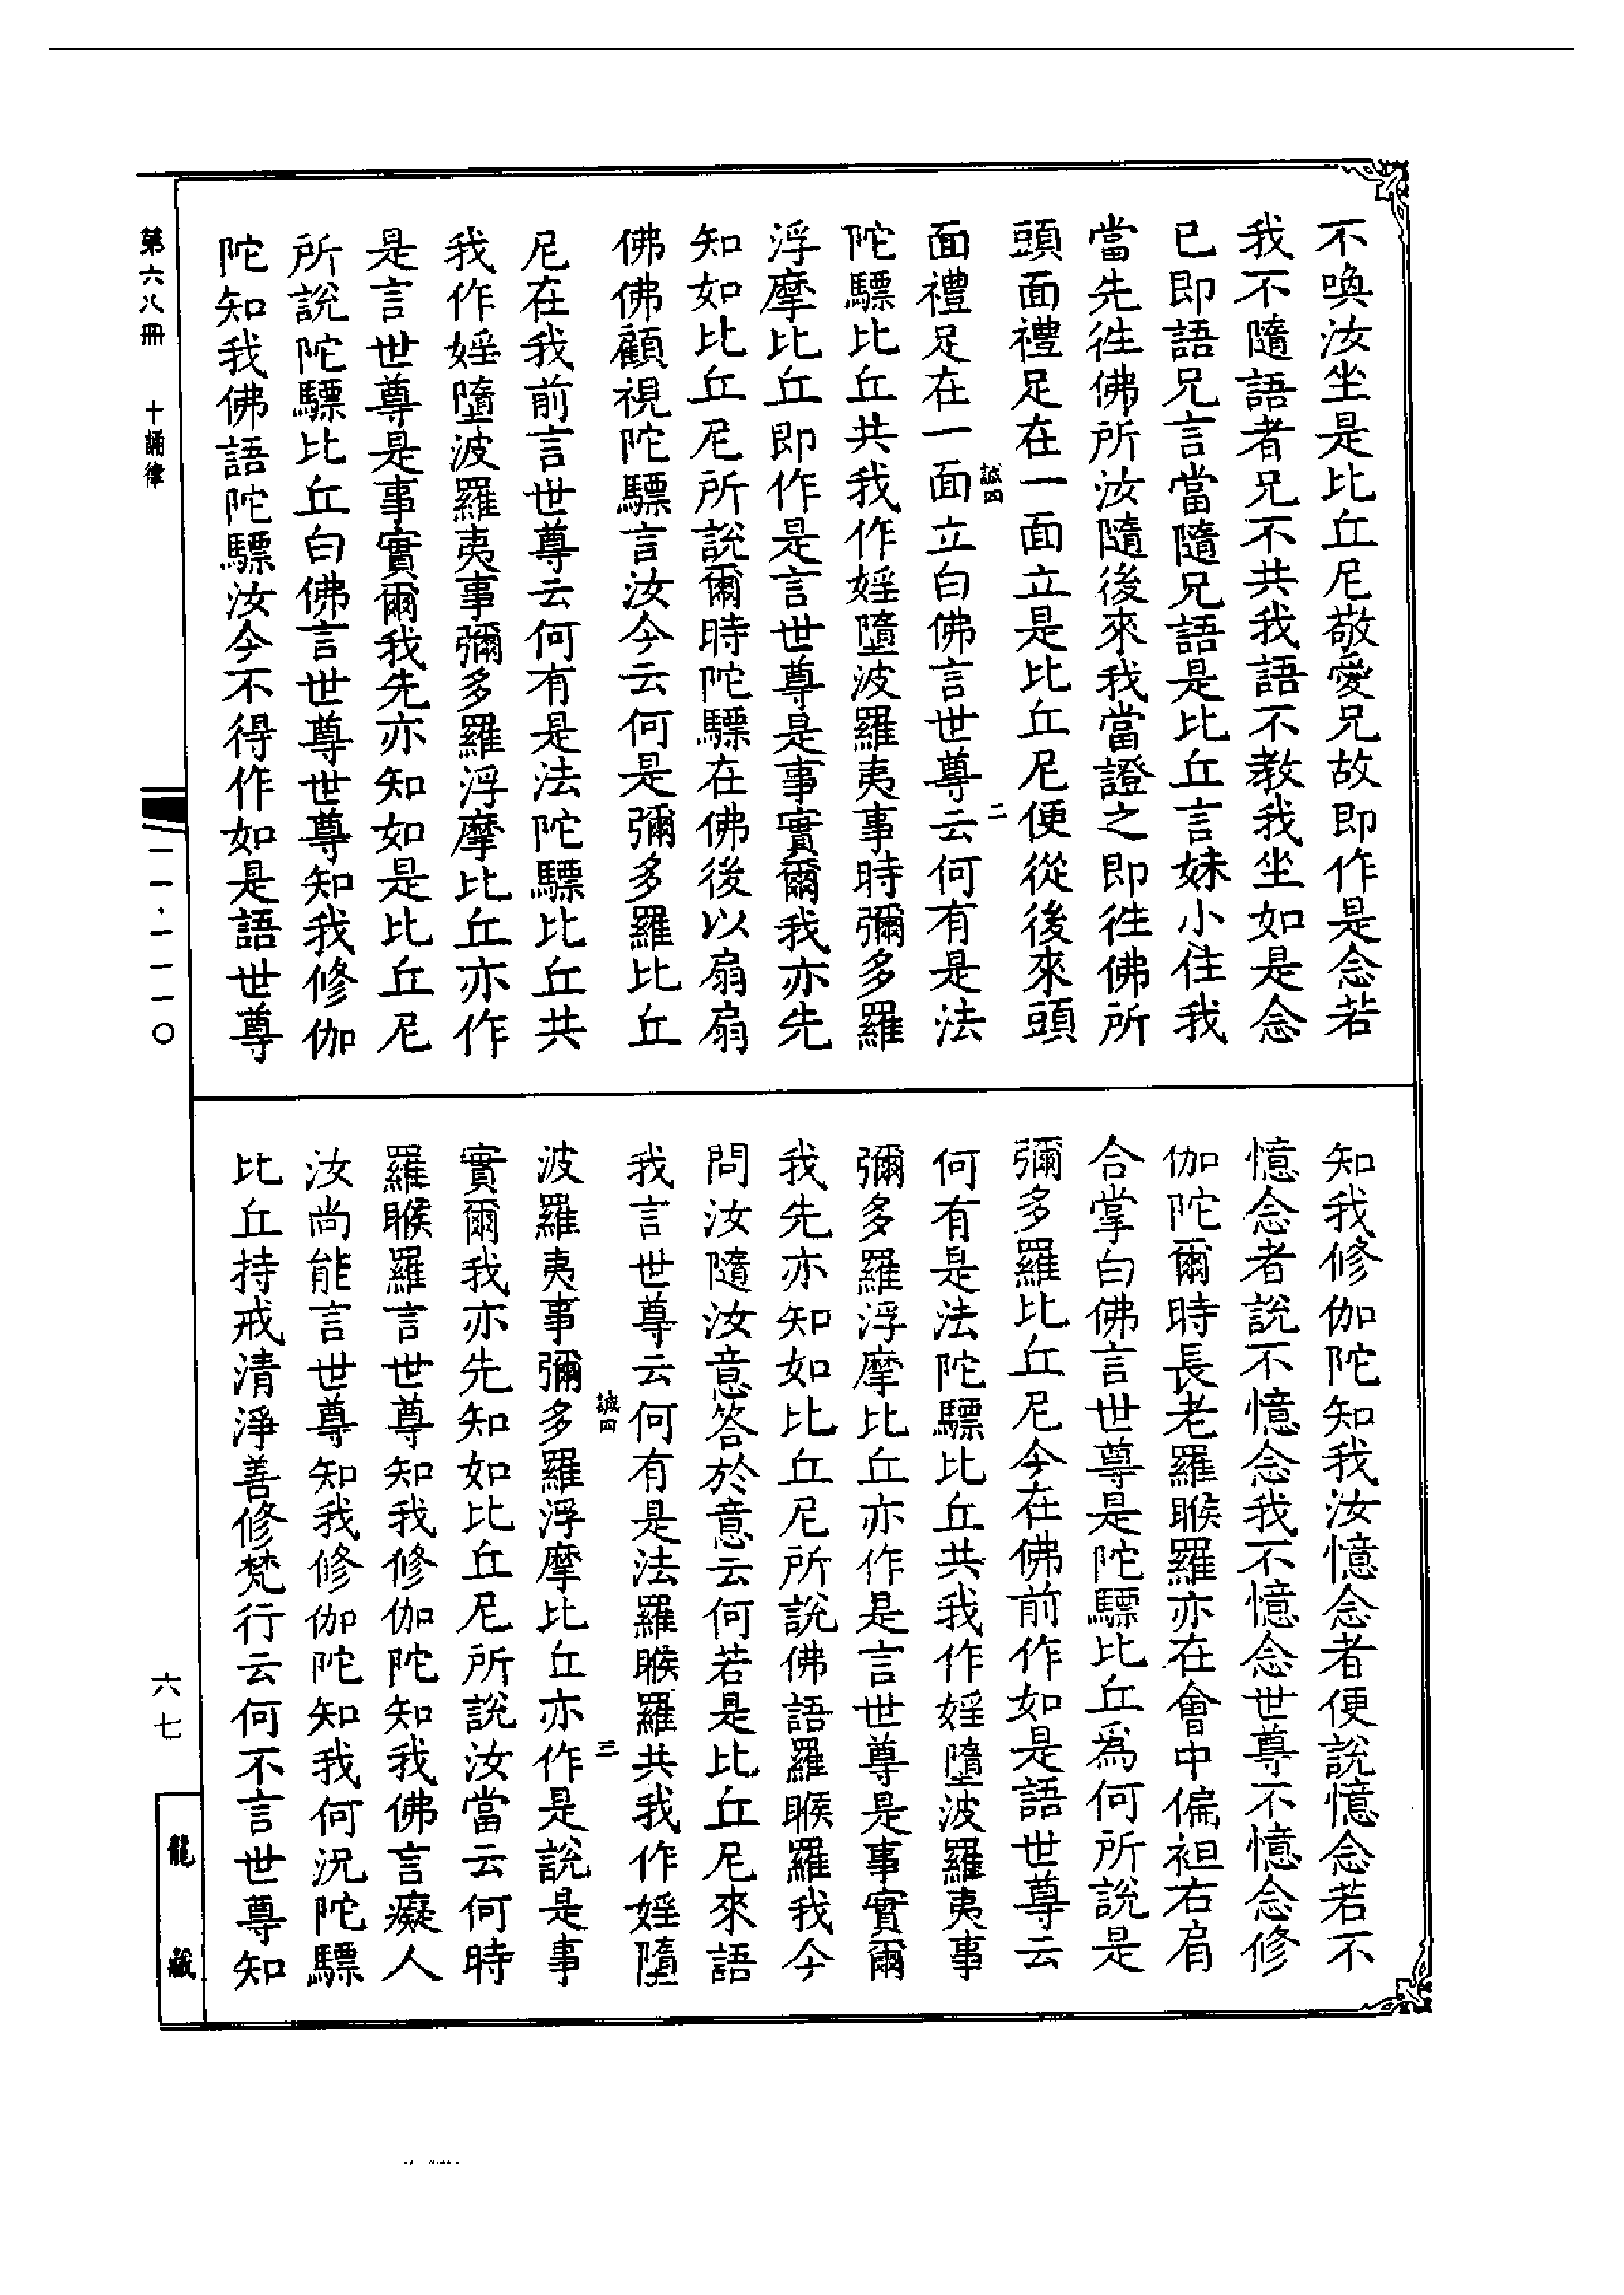 不喚汝坐是比丘尼敬愛兄故即作是念若
我不隨語者兄不共我語不教我坐如是念
已即語兄言當隨兄語是比丘言妹小住我
當先往佛所汝隨後來我當證之即往佛所
頭面禮足在一面立是比丘尼便從後來頭
誠四
二
面禮足在一面立白佛言世尊云何有是法
陀驃比丘共我作婬墮波羅夷事時彌多羅
浮摩比丘即作是言世尊是事實爾我亦先
知如比丘尼所說爾時陀驃在佛後以扇扇
佛佛顧視陀驃言汝今云何是彌多羅比丘
尼在我前言世尊云何有是法陀驃比丘共
我作婬墮波羅夷事彌多羅浮摩比丘亦作
是言世尊是事實爾我先亦知如是比丘尼
所說陀驃比丘白佛言世尊世尊知我修伽
陀知我佛語陀驃汝今不得作如是語世尊
知我修伽陀知我汝憶念者便說憶念若不
憶念者說不憶念我不憶念世尊不憶念修
伽陀爾時長老羅睺羅亦在會中偏袒右肩
合掌白佛言世尊是陀驃比丘為何所說是
彌多羅比丘尼今在佛前作如是語世尊云
何有是法陀驃比丘共我作婬墮波羅夷事
彌多羅浮摩比丘亦作是言世尊是事實爾
我先亦知如比丘尼所說佛語羅睺羅我今
問汝隨汝意答於意云何若是比丘尼來語
我言世尊云何有是法羅睺羅共我作婬墮
誠四
三
波羅夷事彌多羅浮摩比丘亦作是說是事
實爾我亦先知如比丘尼所說汝當云何時
羅睺羅言世尊知我修伽陀知我佛言癡人
汝尚能言世尊知我修伽陀知我何況陀驃
比丘持戒清淨善修梵行云何不言世尊知
第六八冊 十誦律
一一·一一一〇
六七
龍藏